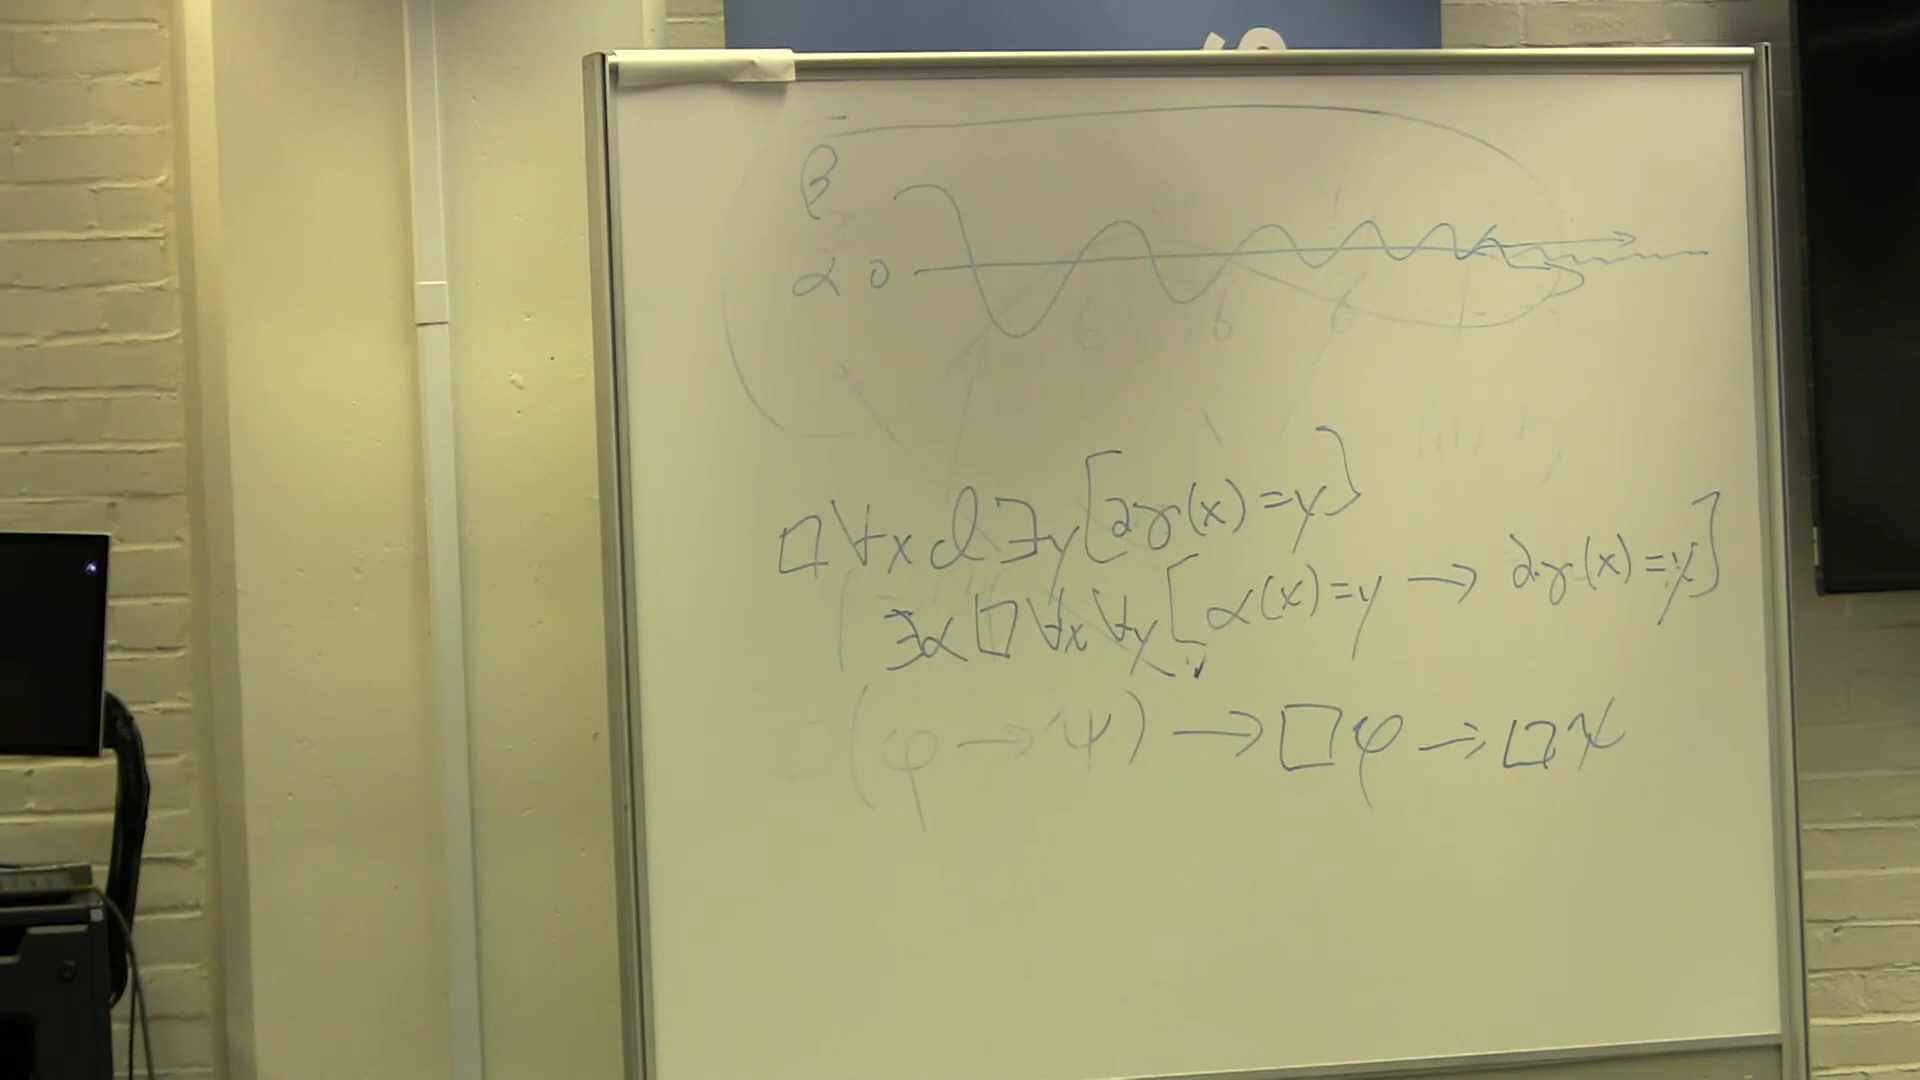 β
α 0
□∀x ∃y[∂γ(x)=y]
∃α □ ∀x ∀y [α(x)=y → ∂γ(x)=y]
(φ → ψ) → □φ → □ψ